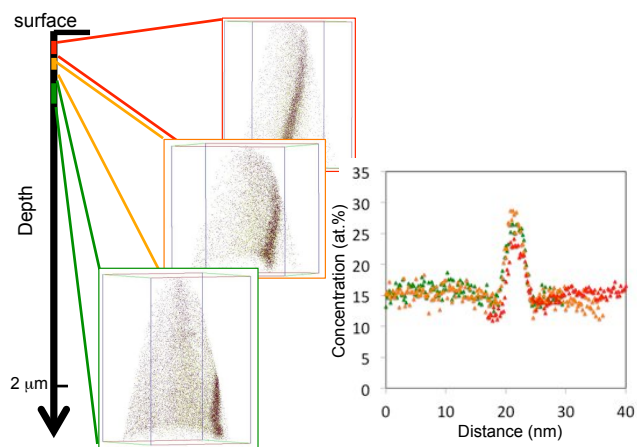 surface
Depth
2 μm
Concentration (at.%)
35
30
25
20
15
10
5
0
0 10 20 30 40
Distance (nm)